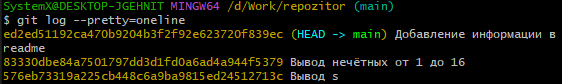 SystemX@DESKTOP-JGEHNIT MINGW64 /d/Work/repozitor (main)
$ git log --pretty=oneline
ed2ed51192ca470b9204b3f2f92e623720f839ec (HEAD -> main) Добавление информации в
readme
83330dbe84a7501797dd3d1fd0a6ad4a944f5379 Вывод нечётных от 1 до 16
576eb73319a225cb448c6a9ba9815ed24512713c Вывод s